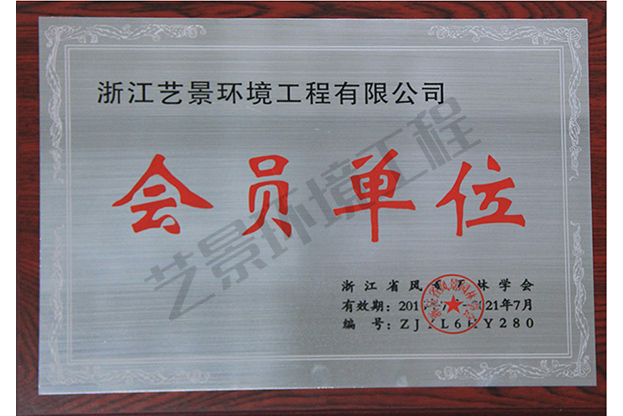 浙江艺景环境工程有限公司
会员单位
艺景环境工程
浙江省风 林学会
有效期：201 21年7月
编号：ZJ L6 Y280